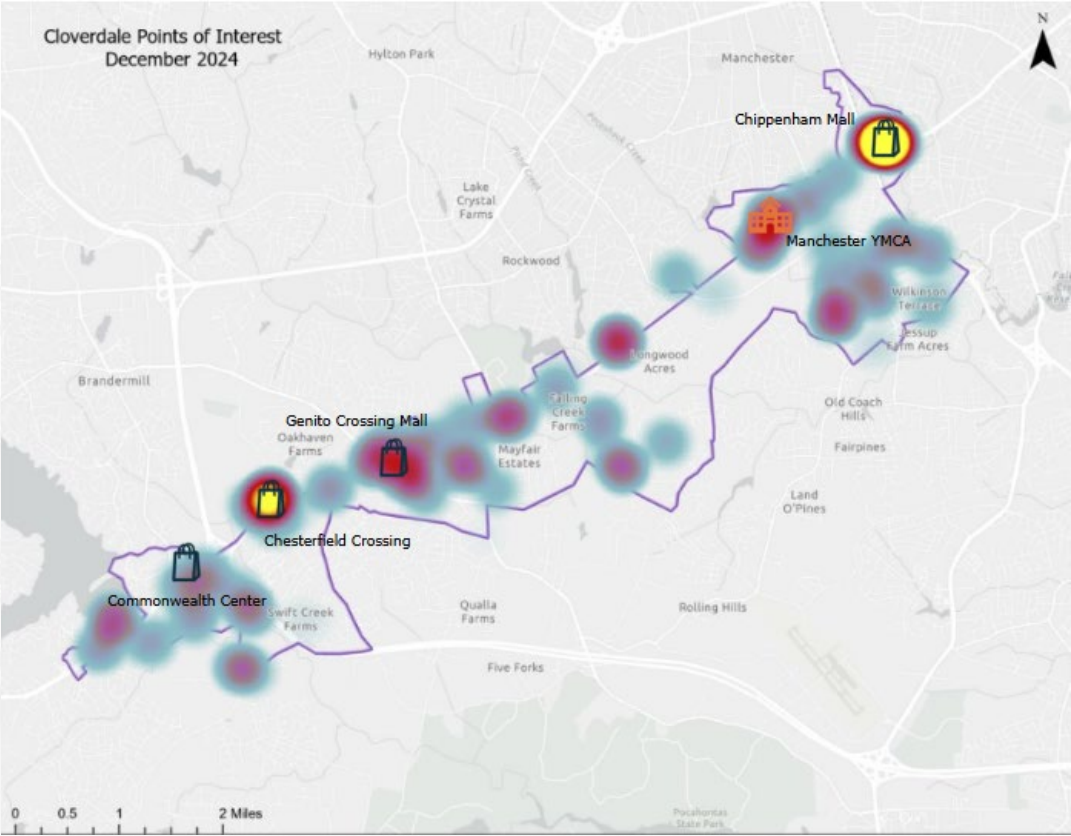 Cloverdale Points of Interest
December 2024
N
Hylton Park
Manchester
Chippenham Mall
Lake
Crystal
Farms
Manchester YMCA
Rockwood
Wilkinson
Terrace
Jessup
Farm Acres
Longwood
Acres
Brandermill
Falling
Creek
Farms
Old Coach
Hills
Genito Crossing Mall
Oakhaven
Farms
Mayfair
Estates
Fairpines
Land
O'Pines
Chesterfield Crossing
Commonwealth Center
Swift Creek
Farms
Qualla
Farms
Rolling Hills
Five Forks
0 0.5 1 2 Miles
Pocahontas
State Park